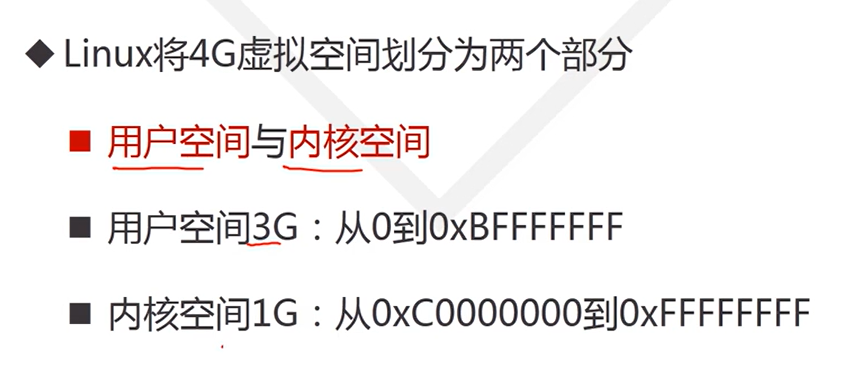 ◆Linux将4G虚拟空间划分为两个部分
■ 用户空间与内核空间
■ 用户空间3G：从0到0xBFFFFFFF
■ 内核空间1G：从0xC0000000到0xFFFFFFFF